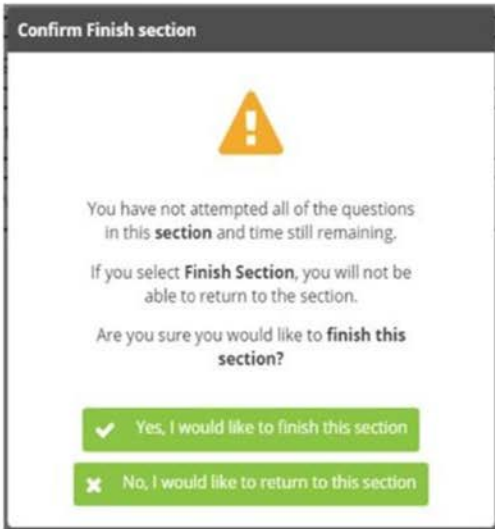 Confirm Finish section
You have not attempted all of the questions
in this section and time still remaining.
If you select Finish Section, you will not be
able to return to the section.
Are you sure you would like to finish this
section?
Yes, I would like to finish this section
No, I would like to return to this section